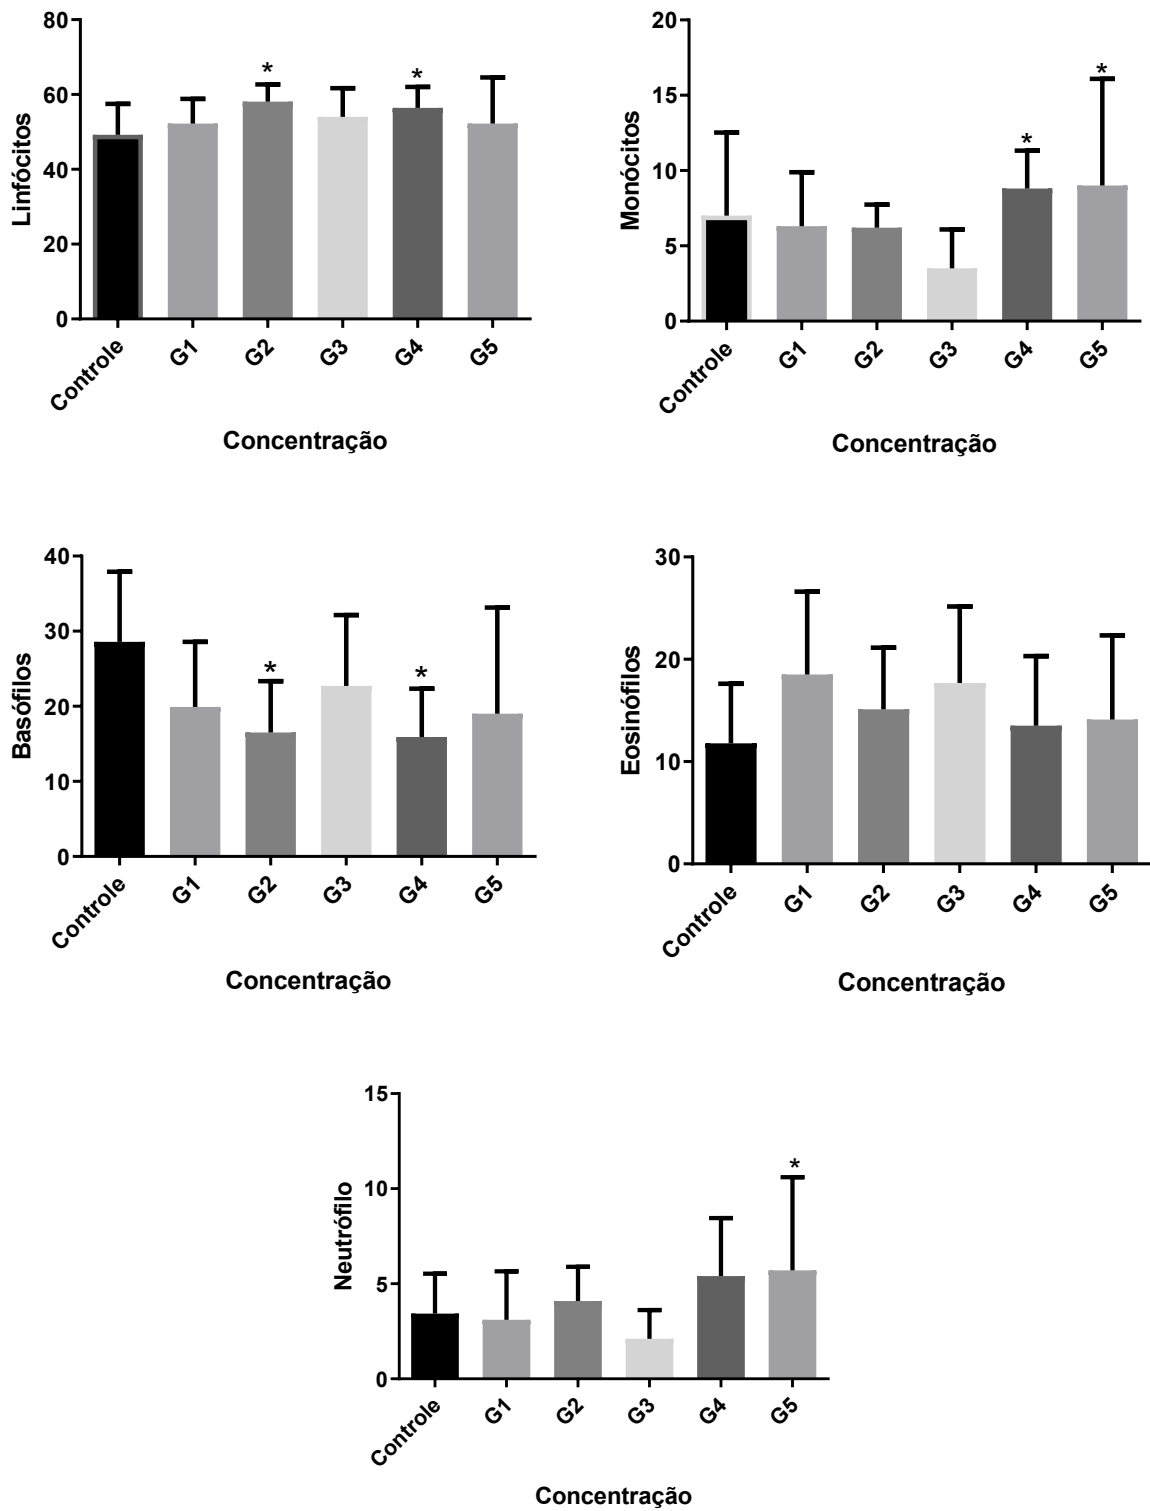 80
60
40
20
0
Linfócitos
*
*
Controle
G1
G2
G3
G4
G5
Concentração
20
15
10
5
0
Monócitos
*
*
Controle
G1
G2
G3
G4
G5
Concentração
40
30
20
10
0
Basófilos
*
*
Controle
G1
G2
G3
G4
G5
Concentração
30
20
10
0
Eosinófilos
Controle
G1
G2
G3
G4
G5
Concentração
15
10
5
0
Neutrófilo
*
Controle
G1
G2
G3
G4
G5
Concentração